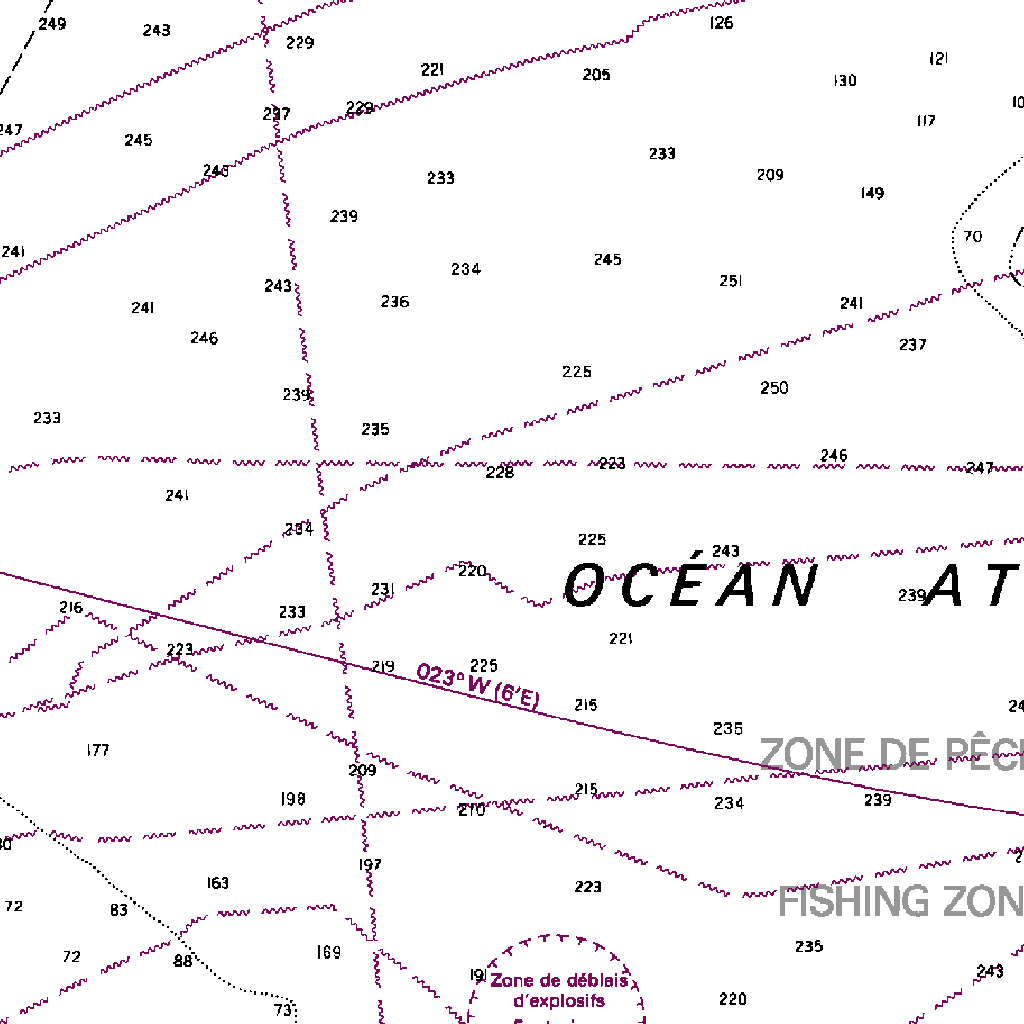 249 243 229 126
221 205 121
130
237 229 117
247 245
246 233 233 209 149
239 70
241 234 245 251
243 236 241
241 246 237
225 250
239
233 235
228 223 246 247
241
234 225 243
220
231 OCÉAN AT
216 233 239
223 221
219 225
023°W (6'E)
215 235
177 ZONE DE PÊC
209
198 210 215 234 239
197
163 223
72 83 FISHING ZON
72 88 169 235
191 243
Zone de déblais
d'explosifs
220
73